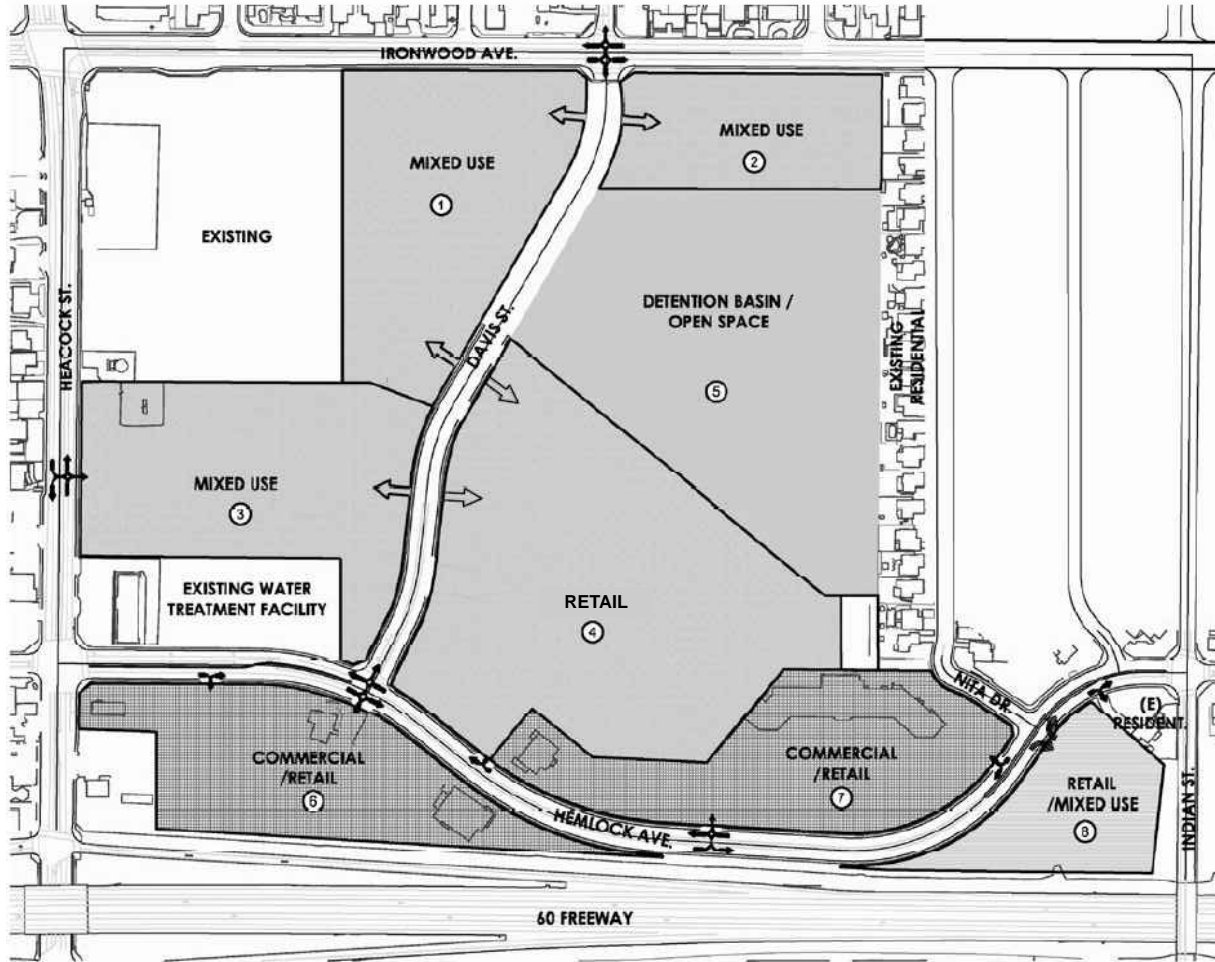 IRONWOOD AVE.
MIXED USE
2
MIXED USE
1
EXISTING
DETENTION BASIN /
OPEN SPACE
5
HEACOCK ST.
DAVIS ST.
EXISTING
RESIDENTIAL
MIXED USE
3
EXISTING WATER
TREATMENT FACILITY
RETAIL
4
NITA DR.
(E)
RESIDENT.
COMMERCIAL
/RETAIL
6
COMMERCIAL
/RETAIL
7
RETAIL
/MIXED USE
8
HEMLOCK AVE.
INDIAN ST.
60 FREEWAY